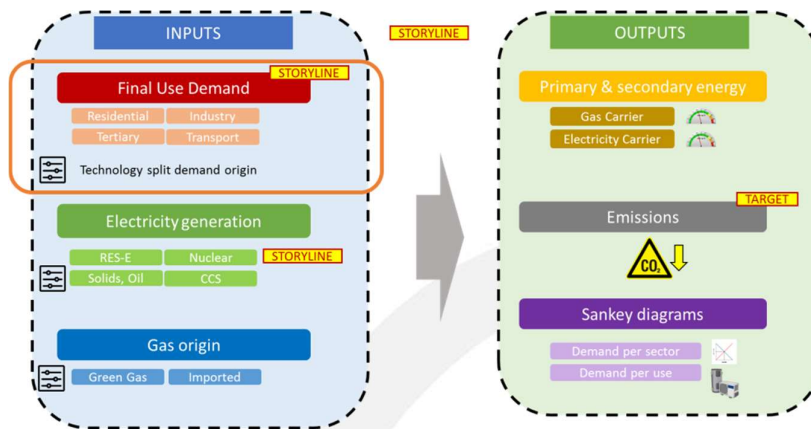 INPUTS
STORYLINE
OUTPUTS
STORYLINE
Final Use Demand
Residential Industry
Tertiary Transport
Technology split demand origin
Electricity generation
RES-E Nuclear
STORYLINE
Solids, Oil CCS
Gas origin
Green Gas Imported
Primary & secondary energy
Gas Carrier
Electricity Carrier
TARGET
Emissions
CO₂
Sankey diagrams
Demand per sector
Demand per use